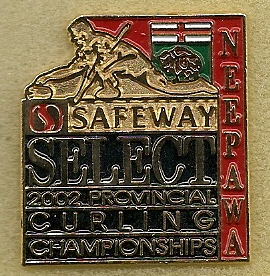 SAFEWAY
SELECT
2002 PROVINCIAL
CURLING
CHAMPIONSHIPS
NEEPAWA